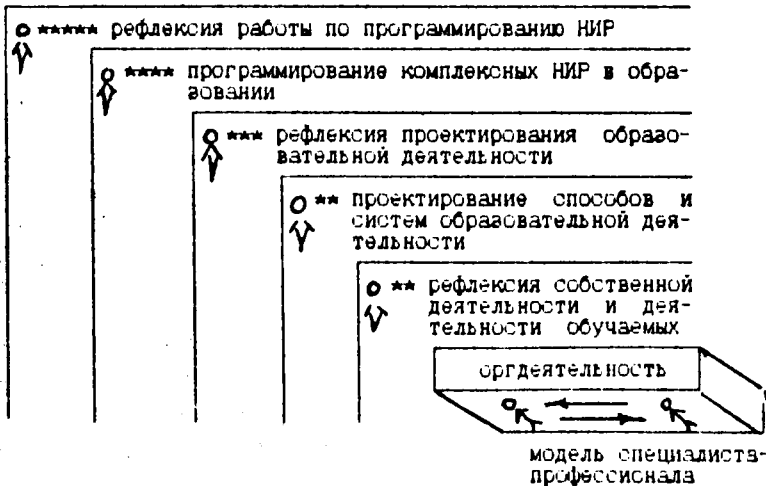 ***** рефлексия работы по программированию НИР
**** программирование комплексных НИР в обра-
зовании
*** рефлексия проектирования образо-
вательной деятельности
** проектирование способов и
систем образовательной дея-
тельности
** рефлексия собственной
деятельности и дея-
тельности обучаемых
оргдеятельность
модель специалиста-
профессионала